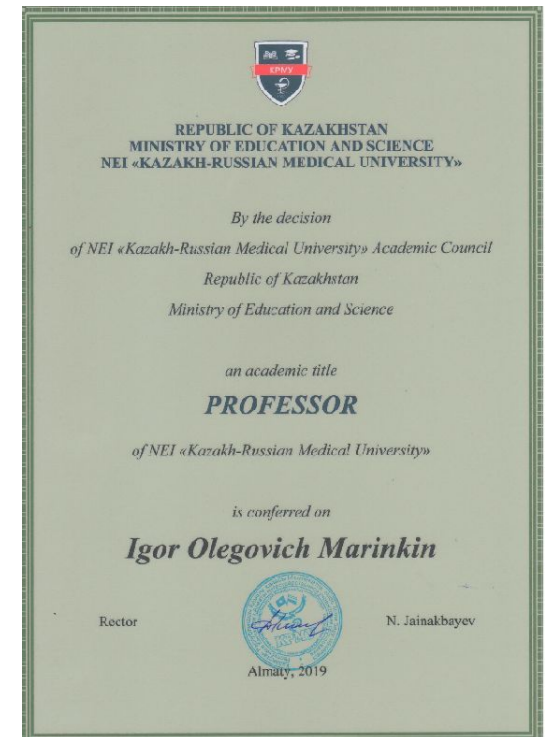 КРМУ
REPUBLIC OF KAZAKHSTAN
MINISTRY OF EDUCATION AND SCIENCE
NEI «KAZAKH-RUSSIAN MEDICAL UNIVERSITY»
By the decision
of NEI «Kazakh-Russian Medical University» Academic Council
Republic of Kazakhstan
Ministry of Education and Science
an academic title
PROFESSOR
of NEI «Kazakh-Russian Medical University»
is conferred on
Igor Olegovich Marinkin
Rector N. Jainakbayev
Almaty, 2019